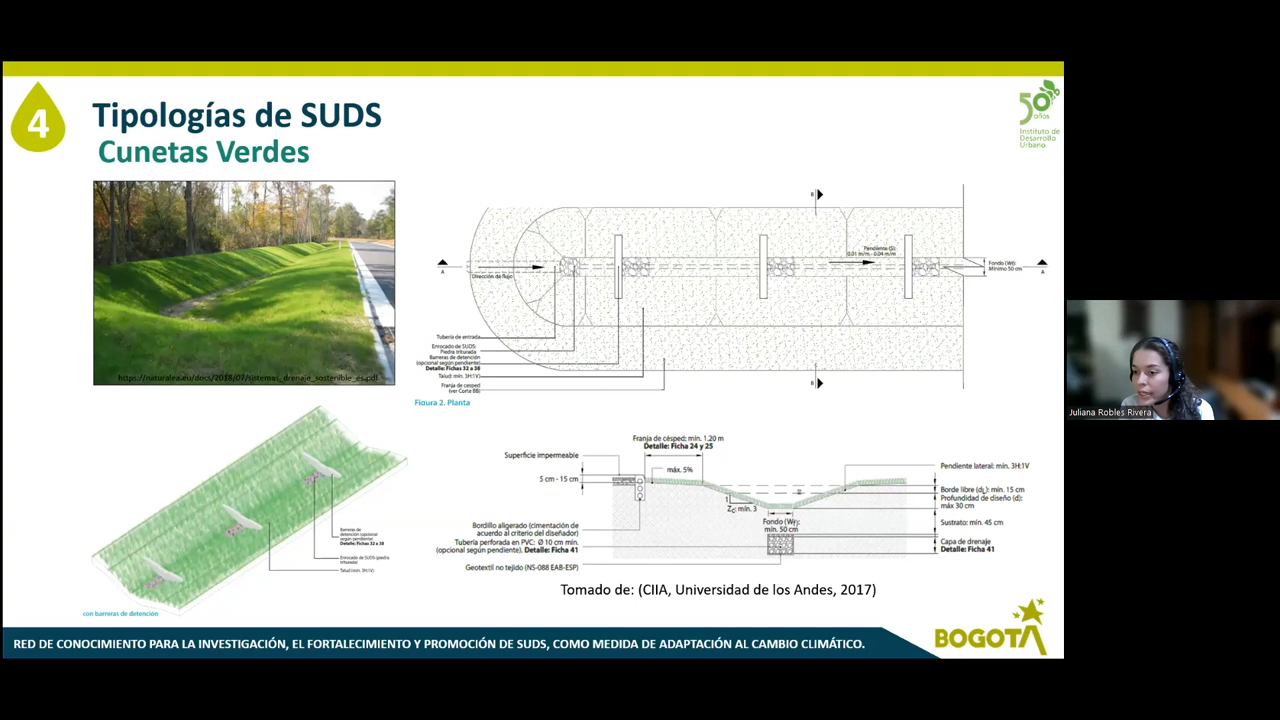 4
Tipologías de SUDS
Cunetas Verdes
50
años
Instituto de
Desarrollo
Urbano
https://naturalea.eu/docs/2018/07/sistemas_drenaje_sostenible_es.pdf
B
Pendiente (S):
0.01 m/m - 0.04 m/m
A
Dirección de flujo
Fondo (Wf):
Mínimo 50 cm
A
Tubería de entrada
Enrocado de SUDS:
Piedra triturada
Barreras de detención
(opcional según pendiente)
Detalle: Fichas 32 a 38
Talud: mín. 3H:1V
Franja de césped
(ver Corte BB)
B
Figura 2. Planta
Barreras de
detención (opcional
según pendiente)
Detalle: Fichas 32 a 38
Enrocado de SUDS (piedra
triturada)
Talud (mín. 3H:1V)
con barreras de detención
Franja de césped: mín. 1.20 m
Detalle: Ficha 24 y 25
Superficie impermeable
máx. 5%
5 cm - 15 cm
Pendiente lateral: mín. 3H:1V
Borde libre (dL): mín. 15 cm
Profundidad de diseño (d):
máx 30 cm
1
Zc: mín. 3
Fondo (Wf):
mín. 50 cm
Sustrato: mín. 45 cm
Bordillo aligerado (cimentación de
acuerdo al criterio del diseñador)
Tubería perforada en PVC: Ø 10 cm mín.
(opcional según pendiente). Detalle: Ficha 41
Capa de drenaje
Detalle: Ficha 41
Geotextil no tejido (NS-088 EAB-ESP)
Tomado de: (CIIA, Universidad de los Andes, 2017)
RED DE CONOCIMIENTO PARA LA INVESTIGACIÓN, EL FORTALECIMIENTO Y PROMOCIÓN DE SUDS, COMO MEDIDA DE ADAPTACIÓN AL CAMBIO CLIMÁTICO.
BOGOTA
Juliana Robles Rivera